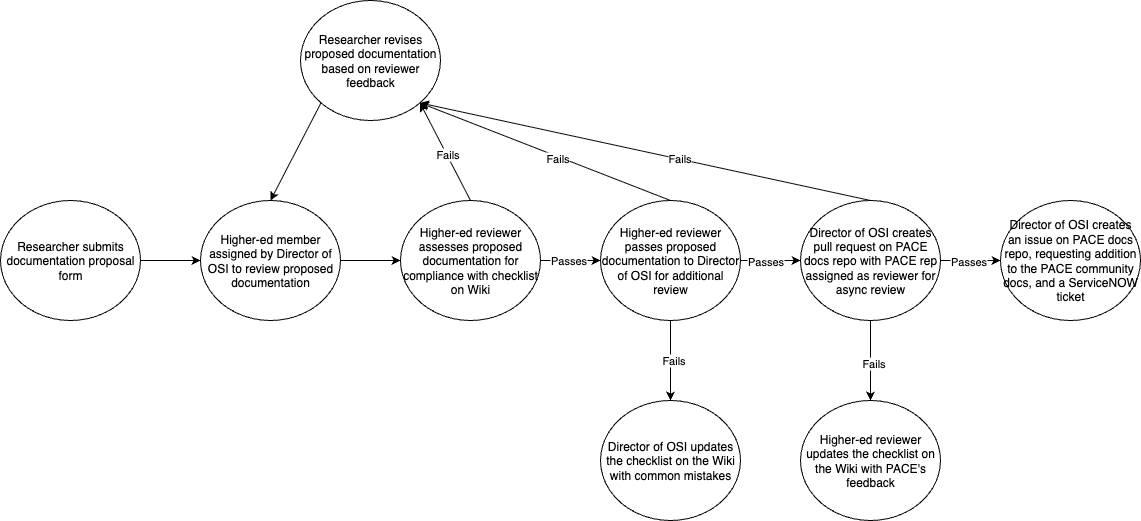 Researcher revises
proposed documentation
based on reviewer
feedback
Fails
Fails
Fails
Researcher submits
documentation proposal
form
Higher-ed member
assigned by Director of
OSI to review proposed
documentation
Higher-ed reviewer
assesses proposed
documentation for
compliance with checklist
on Wiki
Passes
Higher-ed reviewer
passes proposed
documentation to Director
of OSI for additional
review
Passes
Director of OSI creates
pull request on PACE
docs repo with PACE rep
assigned as reviewer for
async review
Passes
Director of OSI creates
an issue on PACE docs
repo, requesting addition
to the PACE community
docs, and a ServiceNOW
ticket
Fails
Fails
Director of OSI updates
the checklist on the Wiki
with common mistakes
Higher-ed reviewer
updates the checklist on
the Wiki with PACE's
feedback